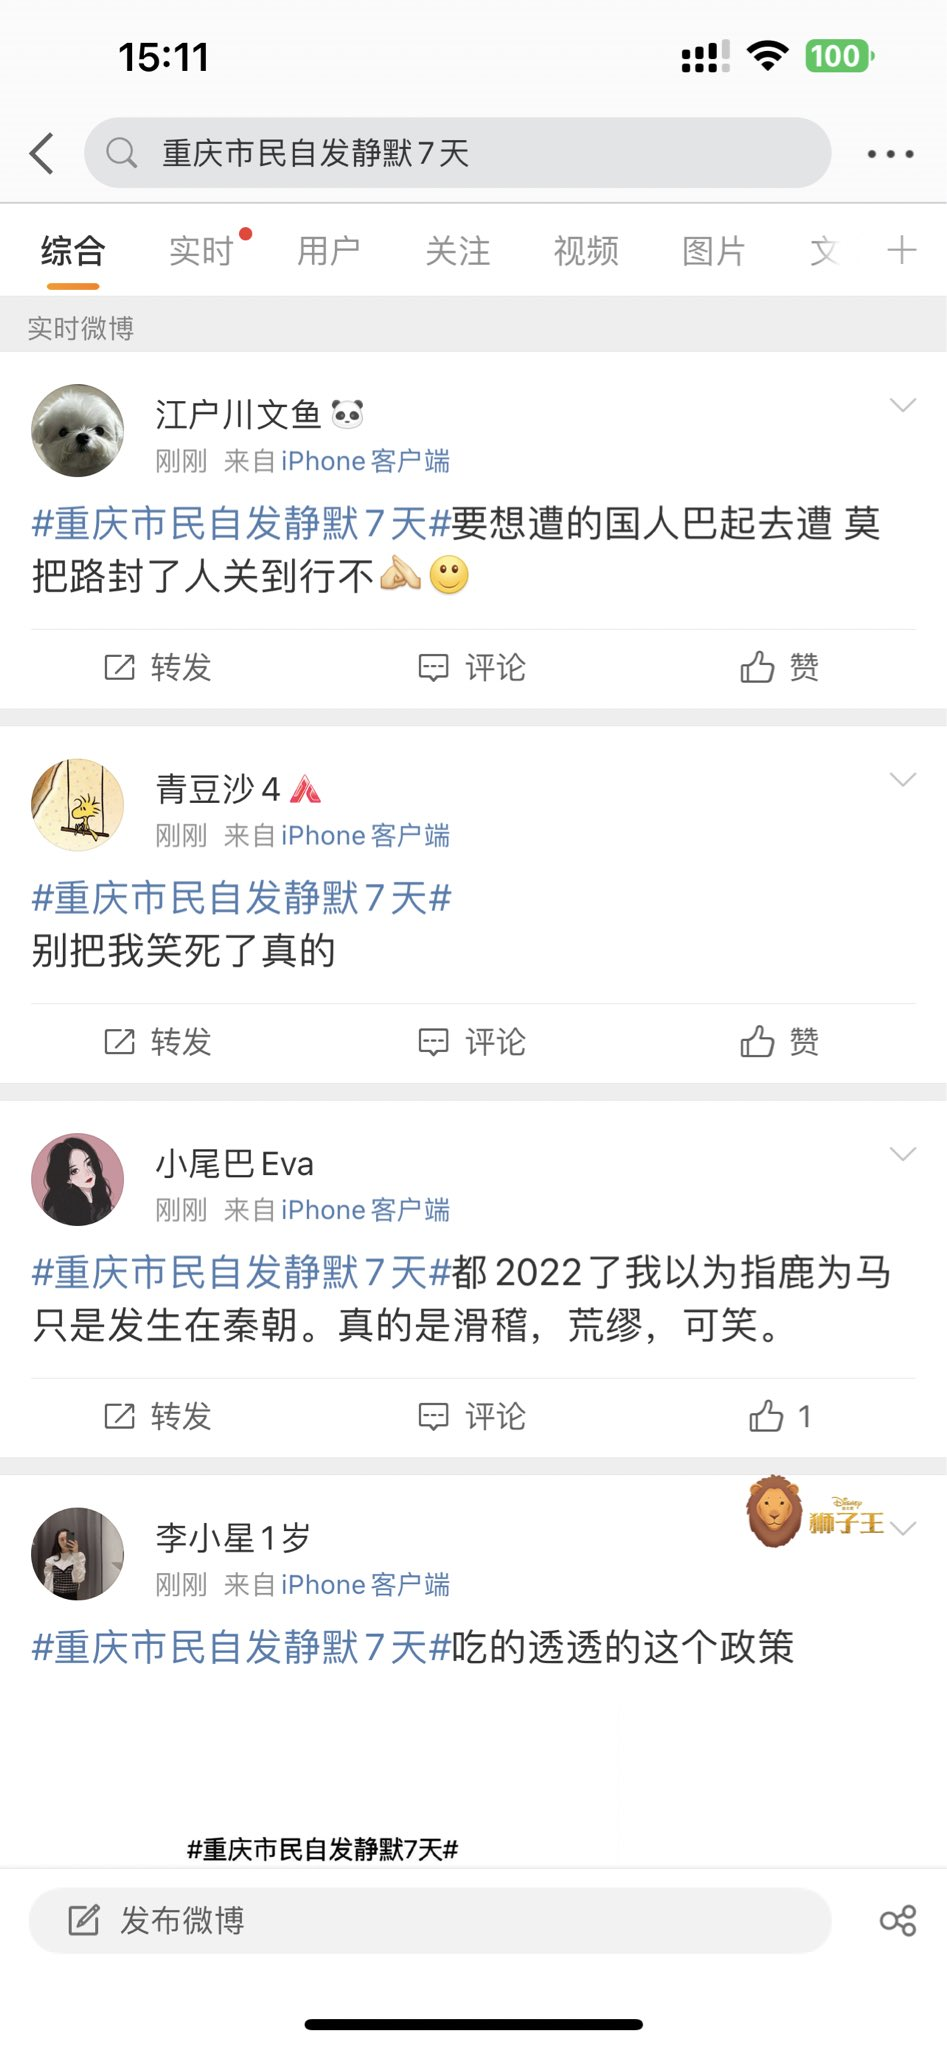 15:11
100
重庆市民自发静默7天
综合 实时 用户 关注 视频 图片 文
实时微博
江户川文鱼
刚刚 来自iPhone客户端
#重庆市民自发静默7天#要想遭的国人巴起去遭 莫
把路封了人关到行不
转发 评论 赞
青豆沙4
刚刚 来自iPhone客户端
#重庆市民自发静默7天#
别把我笑死了真的
转发 评论 赞
小尾巴Eva
刚刚 来自iPhone客户端
#重庆市民自发静默7天#都2022了我以为指鹿为马
只是发生在秦朝。真的是滑稽，荒缪，可笑。
转发 评论 1
Disney
狮子王
李小星1岁
刚刚 来自iPhone客户端
#重庆市民自发静默7天#吃的透透的这个政策
#重庆市民自发静默7天#
发布微博